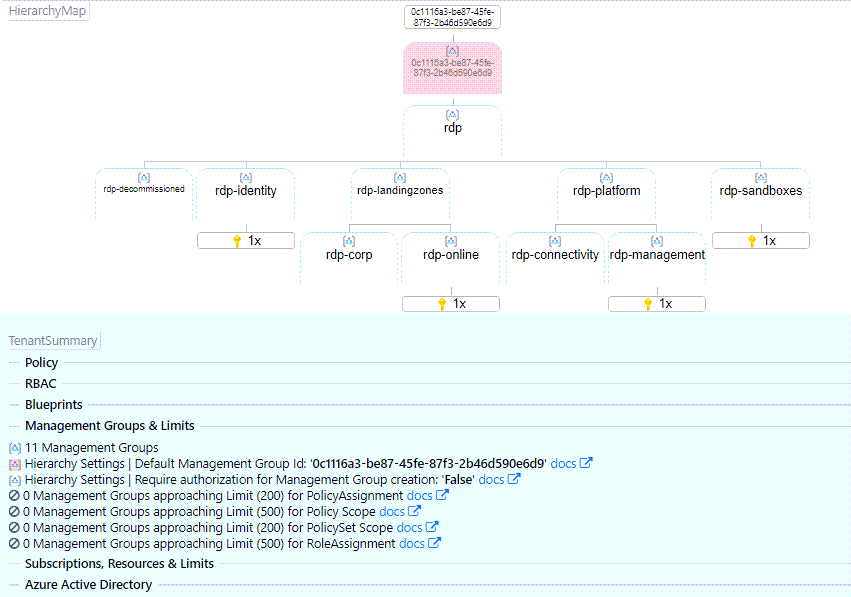 HierarchyMap
0c1116a3-be87-45fe-
87f3-2b46d590e6d9
0c1116a3-be87-45fe-
87f3-2b46d590e6d9
rdp
rdp-decommissioned
rdp-identity
rdp-landingzones
rdp-platform
rdp-sandboxes
1x
1x
rdp-corp
rdp-online
rdp-connectivity
rdp-management
1x
1x
TenantSummary
Policy
RBAC
Blueprints
Management Groups & Limits
11 Management Groups
Hierarchy Settings | Default Management Group Id: '0c1116a3-be87-45fe-87f3-2b46d590e6d9' docs
Hierarchy Settings | Require authorization for Management Group creation: 'False' docs
0 Management Groups approaching Limit (200) for PolicyAssignment docs
0 Management Groups approaching Limit (500) for Policy Scope docs
0 Management Groups approaching Limit (200) for PolicySet Scope docs
0 Management Groups approaching Limit (500) for RoleAssignment docs
Subscriptions, Resources & Limits
Azure Active Directory